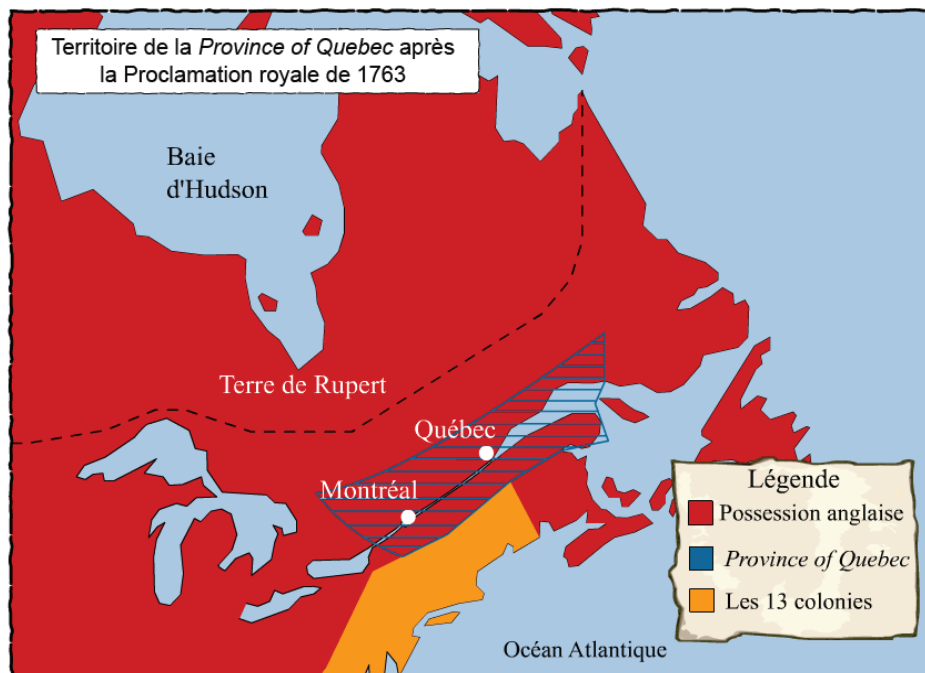 Territoire de la Province of Quebec après
la Proclamation royale de 1763
Baie
d'Hudson
Terre de Rupert
Québec
Montréal
Légende
Possession anglaise
Province of Quebec
Les 13 colonies
Océan Atlantique